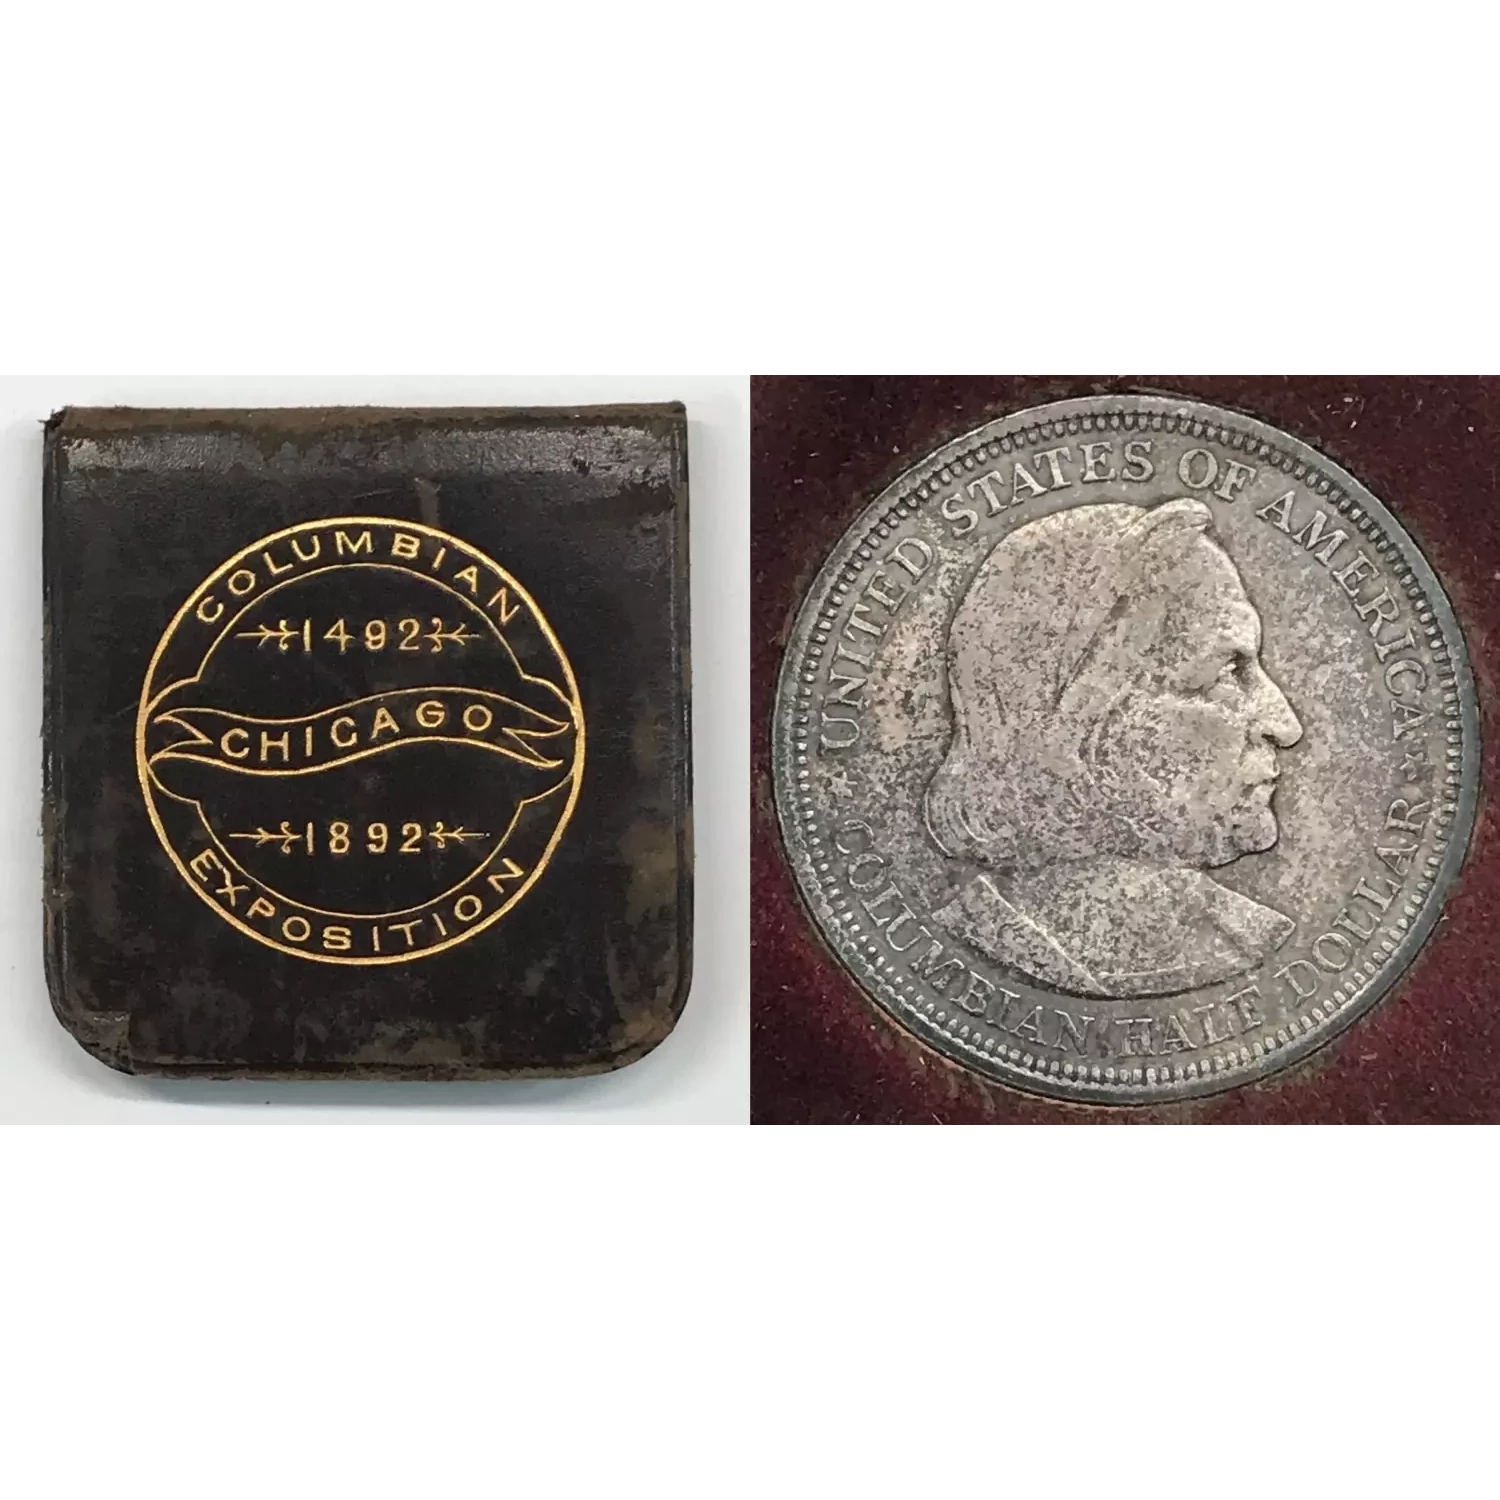 COLUMBIAN
1492
CHICAGO
1892
EXPOSITION
UNITED STATES OF AMERICA
COLUMBIAN HALF DOLLAR